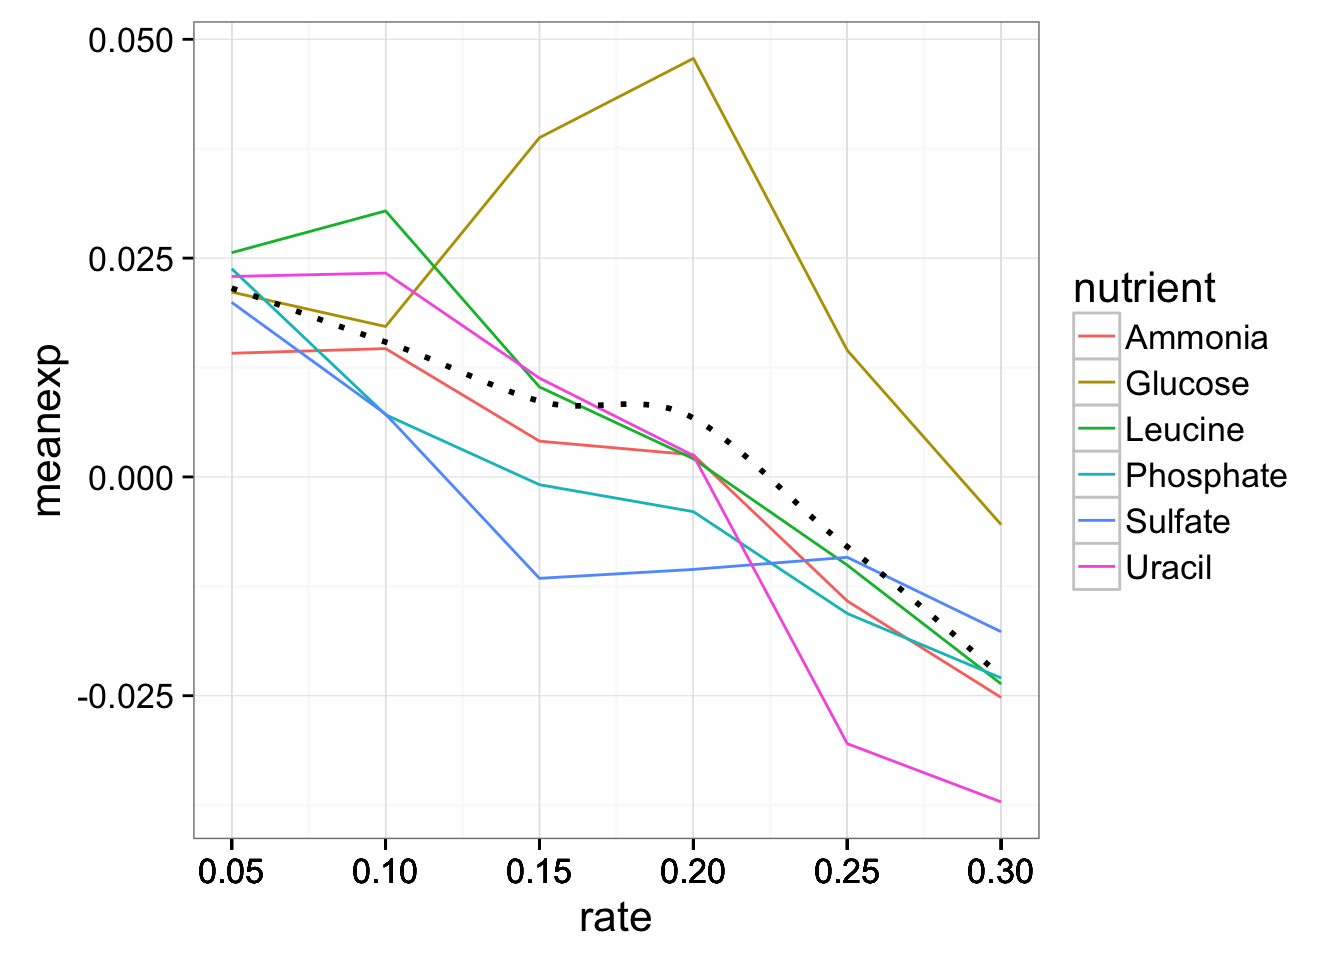 0.050
0.025
0.000
-0.025
meanexp
0.05 0.10 0.15 0.20 0.25 0.30
rate
nutrient
Ammonia
Glucose
Leucine
Phosphate
Sulfate
Uracil